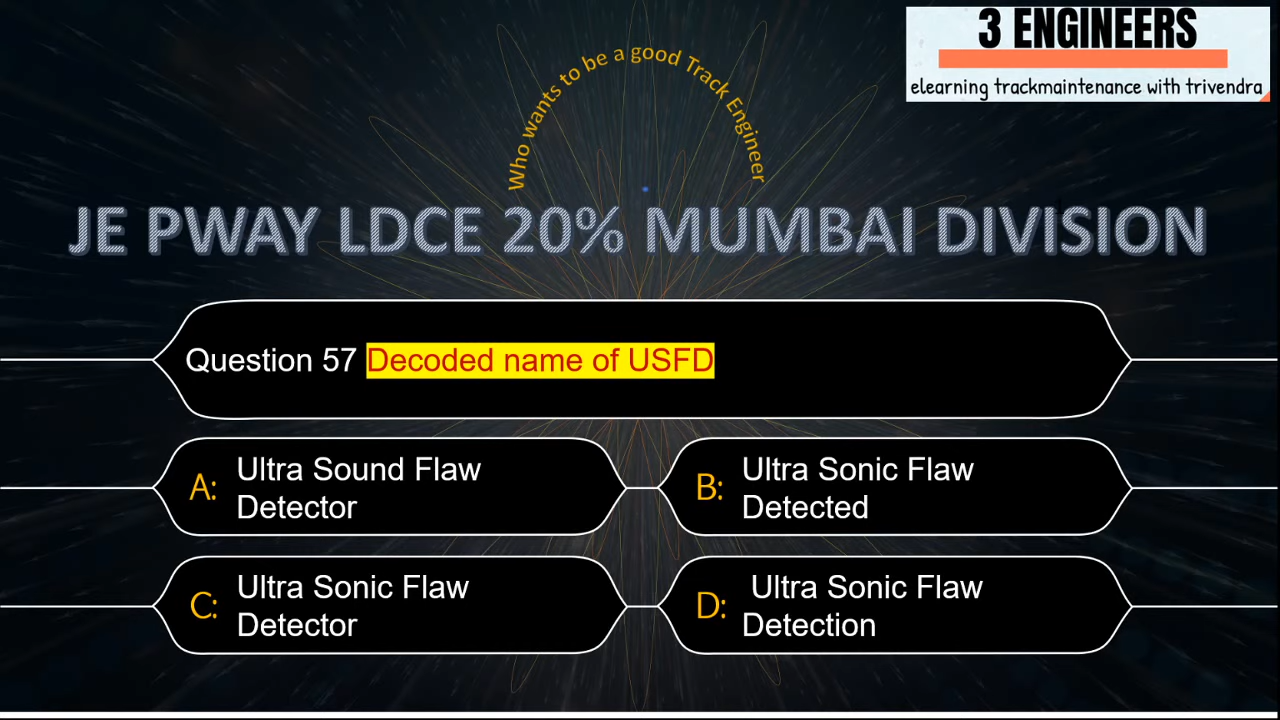 3 ENGINEERS
elearning trackmaintenance with trivendra
Who wants to be a good Track Engineer
JE PWAY LDCE 20% MUMBAI DIVISION
Question 57 Decoded name of USFD
A: Ultra Sound Flaw
Detector
B: Ultra Sonic Flaw
Detected
C: Ultra Sonic Flaw
Detector
D: Ultra Sonic Flaw
Detection